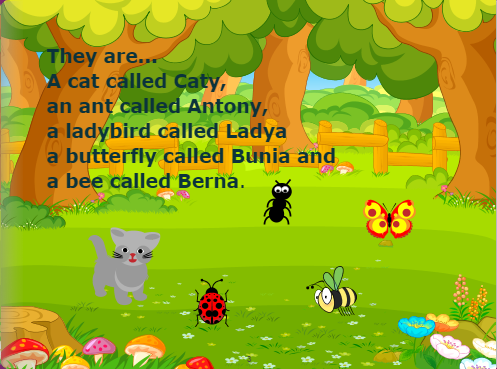 They are...
A cat called Caty,
an ant called Antony,
a ladybird called Ladya
a butterfly called Bunia and
a bee called Berna.